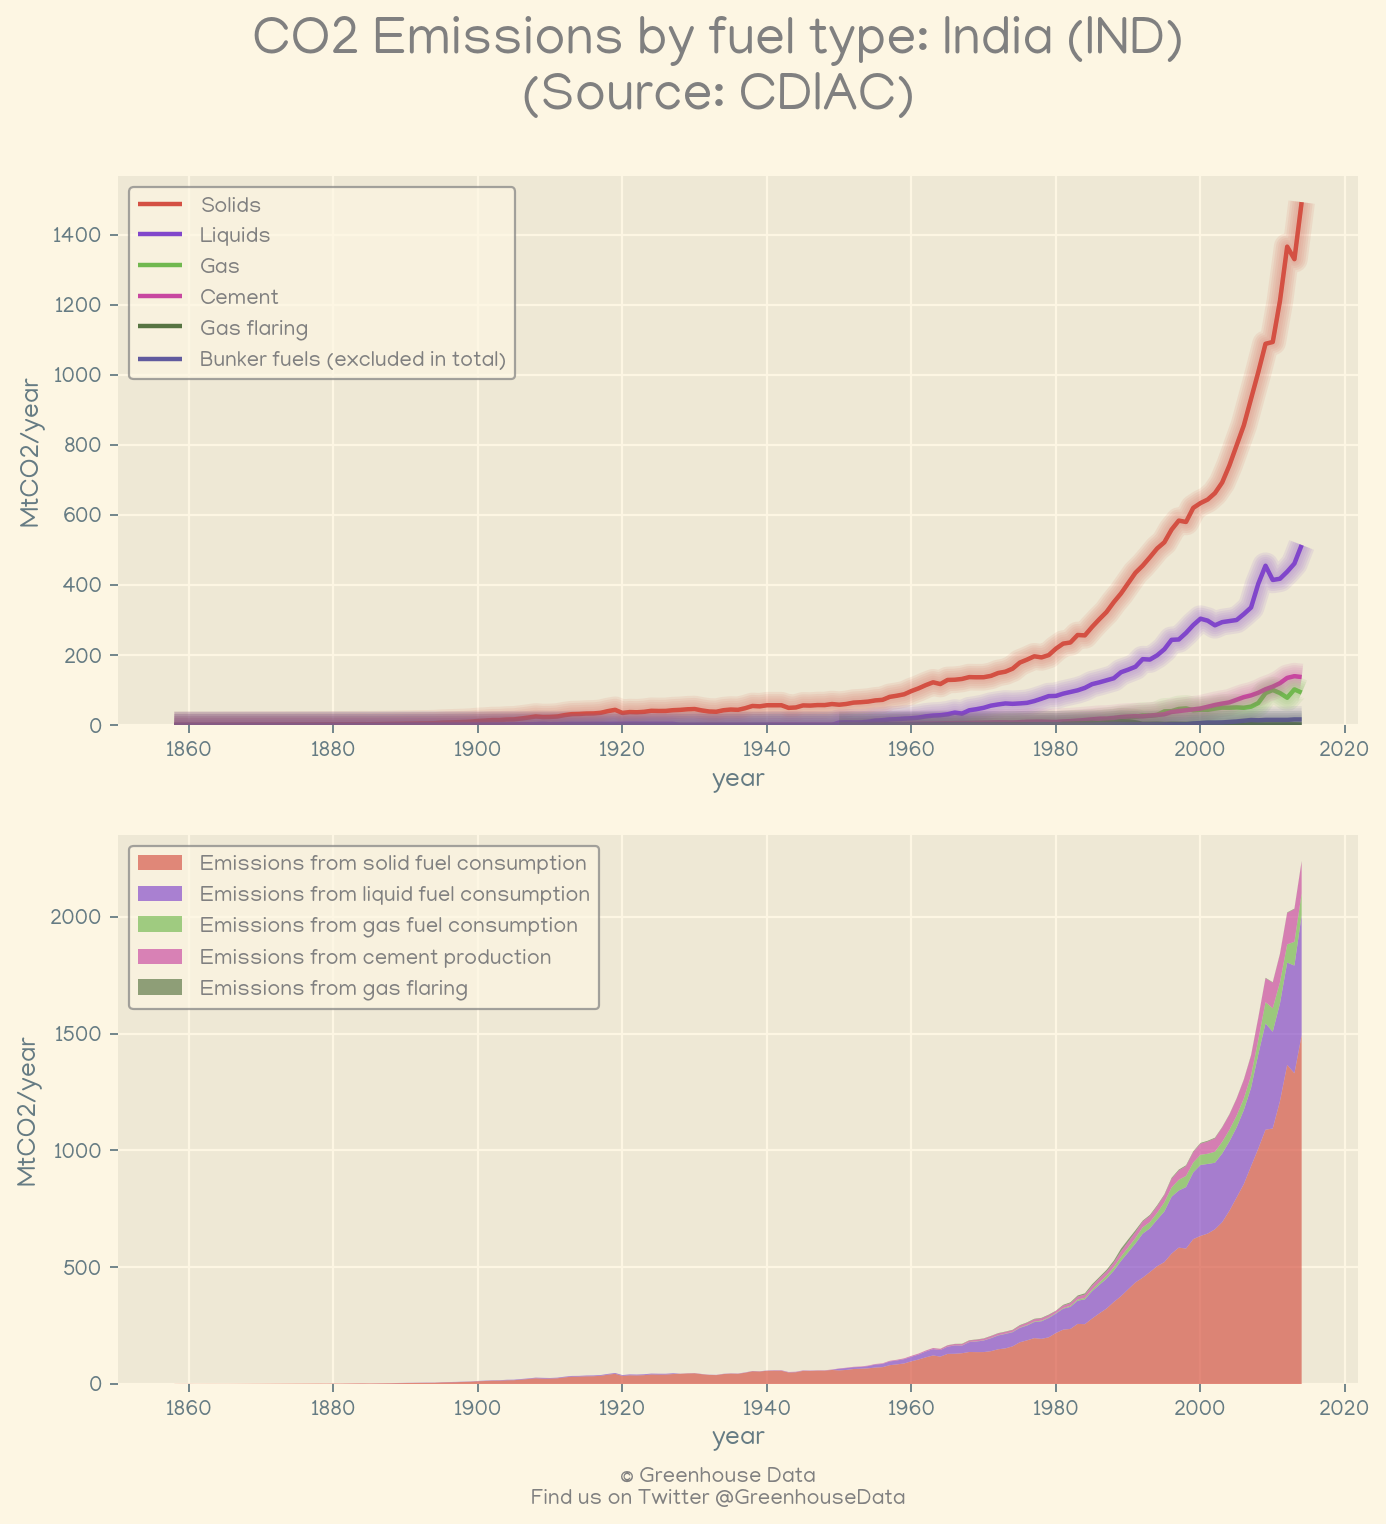 CO2 Emissions by fuel type: India (IND)
(Source: CDIAC)
Solids
Liquids
Gas
Cement
Gas flaring
Bunker fuels (excluded in total)
MtCO2/year
1400
1200
1000
800
600
400
200
0
1860 1880 1900 1920 1940 1960 1980 2000 2020
year
Emissions from solid fuel consumption
Emissions from liquid fuel consumption
Emissions from gas fuel consumption
Emissions from cement production
Emissions from gas flaring
MtCO2/year
2000
1500
1000
500
0
1860 1880 1900 1920 1940 1960 1980 2000 2020
year
© Greenhouse Data
Find us on Twitter @GreenhouseData